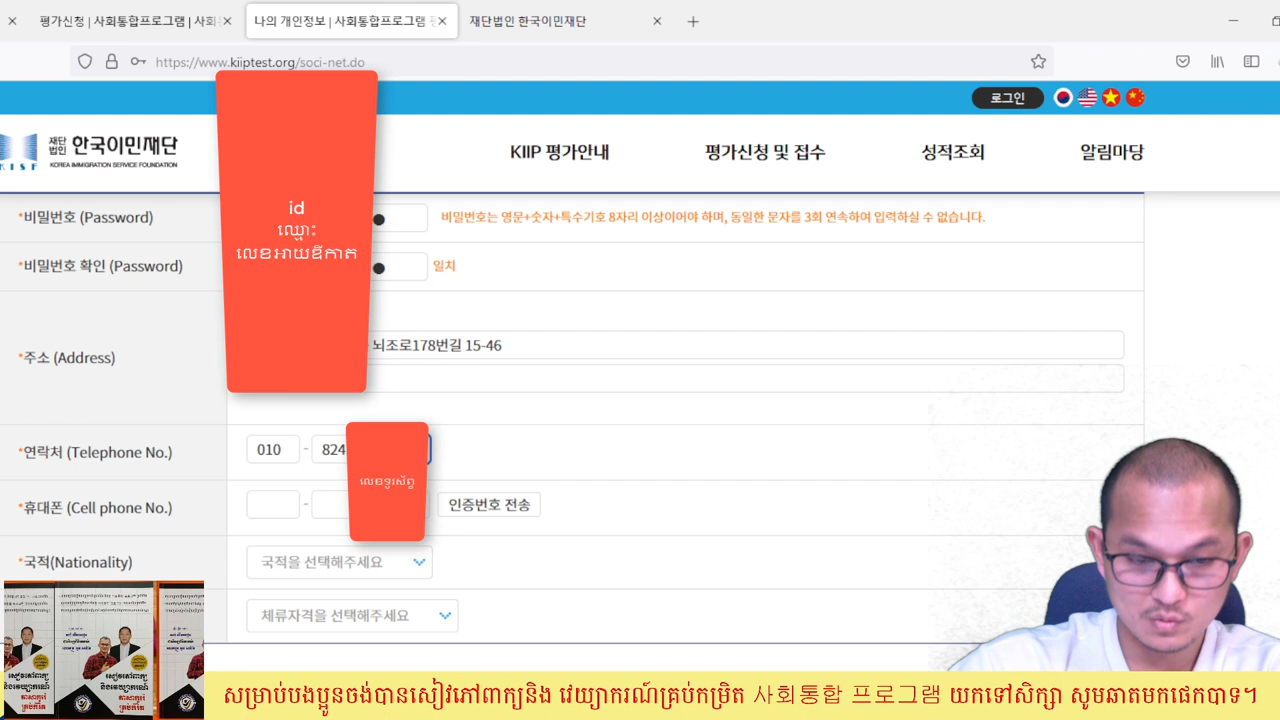 평가신청 | 사회통합프로그램 | 사회
나의 개인정보 | 사회통합프로그램
재단법인 한국이민재단
https://www.kiiptest.org/soci-net.do
로그인
재단법인 한국이민재단
KOREA IMMIGRATION SERVICE FOUNDATION
KISF
KIIP 평가안내
평가신청 및 접수
성적조회
알림마당
*비밀번호 (Password)
비밀번호는 영문+숫자+특수기호 8자리 이상이어야 하며, 동일한 문자를 3회 연속하여 입력하실 수 없습니다.
*비밀번호 확인 (Password)
일치
id
ឈ្មោះ
លេខអាយឌីកាត
*주소 (Address)
뇌조로178번길 15-46
*연락처 (Telephone No.)
010 - 824
លេខទូរស័ព្ទ
*휴대폰 (Cell phone No.)
-
인증번호 전송
*국적(Nationality)
국적을 선택해주세요
체류자격을 선택해주세요
សម្រាប់បងប្អូនចង់បានសៀវភៅពាក្យនិង វេយ្យាករណ៍គ្រប់កម្រិត 사회통합 프로그램 យកទៅសិក្សា សូមឆាតមកផេកបាទ។